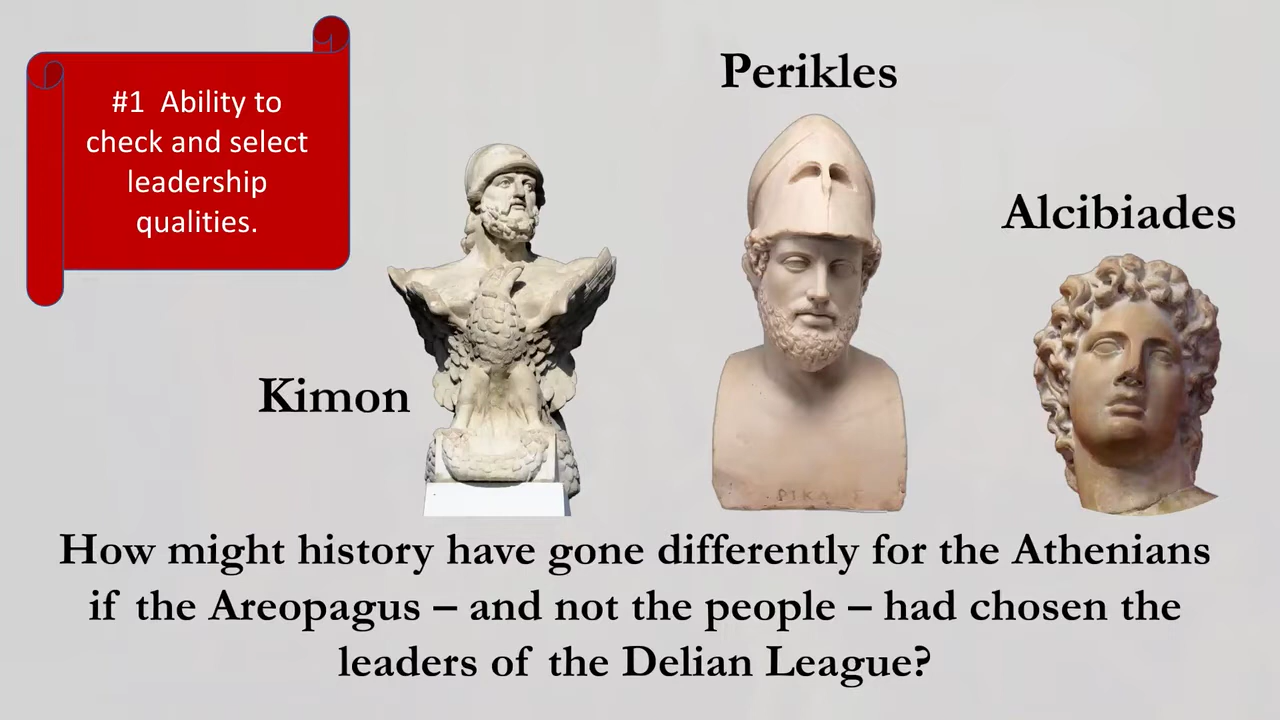 #1  Ability to
check and select
leadership
qualities.
Perikles
Alcibiades
Kimon
How might history have gone differently for the Athenians
if the Areopagus – and not the people – had chosen the
leaders of the Delian League?